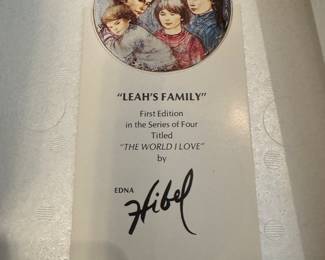 "LEAH'S FAMILY"
First Edition
in the Series of Four
Titled
"THE WORLD I LOVE"
by
EDNA
Hibel